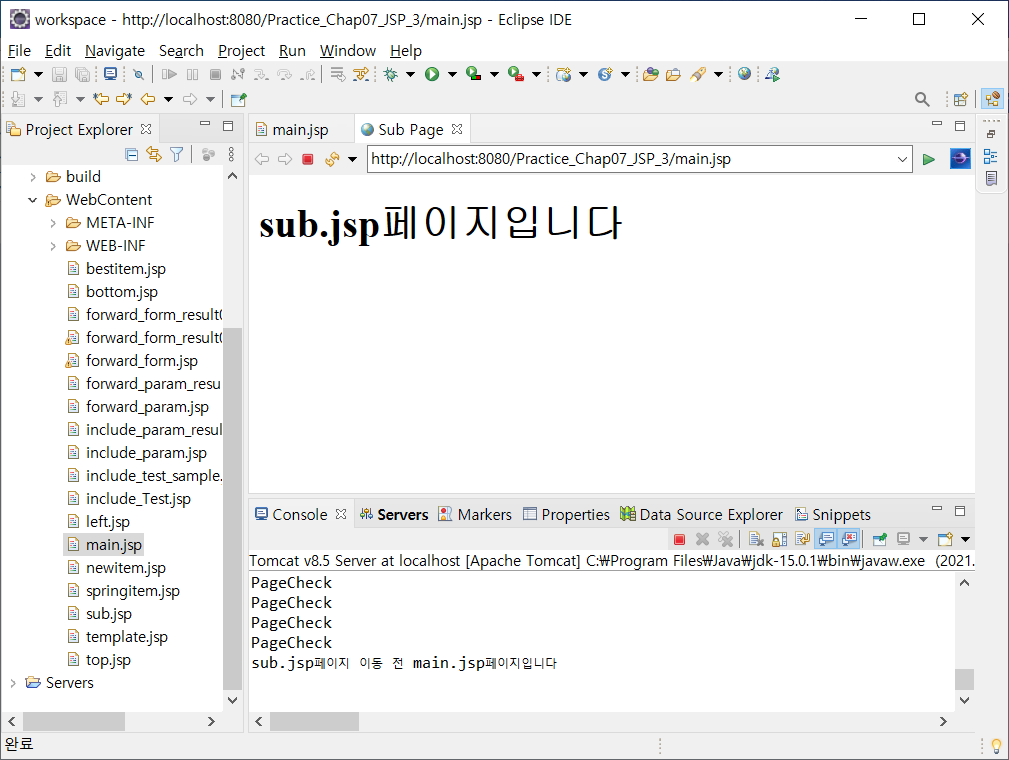 workspace - http://localhost:8080/Practice_Chap07_JSP_3/main.jsp - Eclipse IDE
File Edit Navigate Search Project Run Window Help
Project Explorer
build
WebContent
META-INF
WEB-INF
bestitem.jsp
bottom.jsp
forward_form_result0
forward_form_result0
forward_form.jsp
forward_param_resu
forward_param.jsp
include_param_resul
include_param.jsp
include_test_sample.
include_Test.jsp
left.jsp
main.jsp
newitem.jsp
springitem.jsp
sub.jsp
template.jsp
top.jsp
Servers
main.jsp Sub Page
http://localhost:8080/Practice_Chap07_JSP_3/main.jsp
sub.jsp페이지입니다
Console Servers Markers Properties Data Source Explorer Snippets
Tomcat v8.5 Server at localhost [Apache Tomcat] C:₩Program Files₩Java₩jdk-15.0.1₩bin₩javaw.exe (2021.
PageCheck
PageCheck
PageCheck
PageCheck
sub.jsp페이지 이동 전 main.jsp페이지입니다
완료